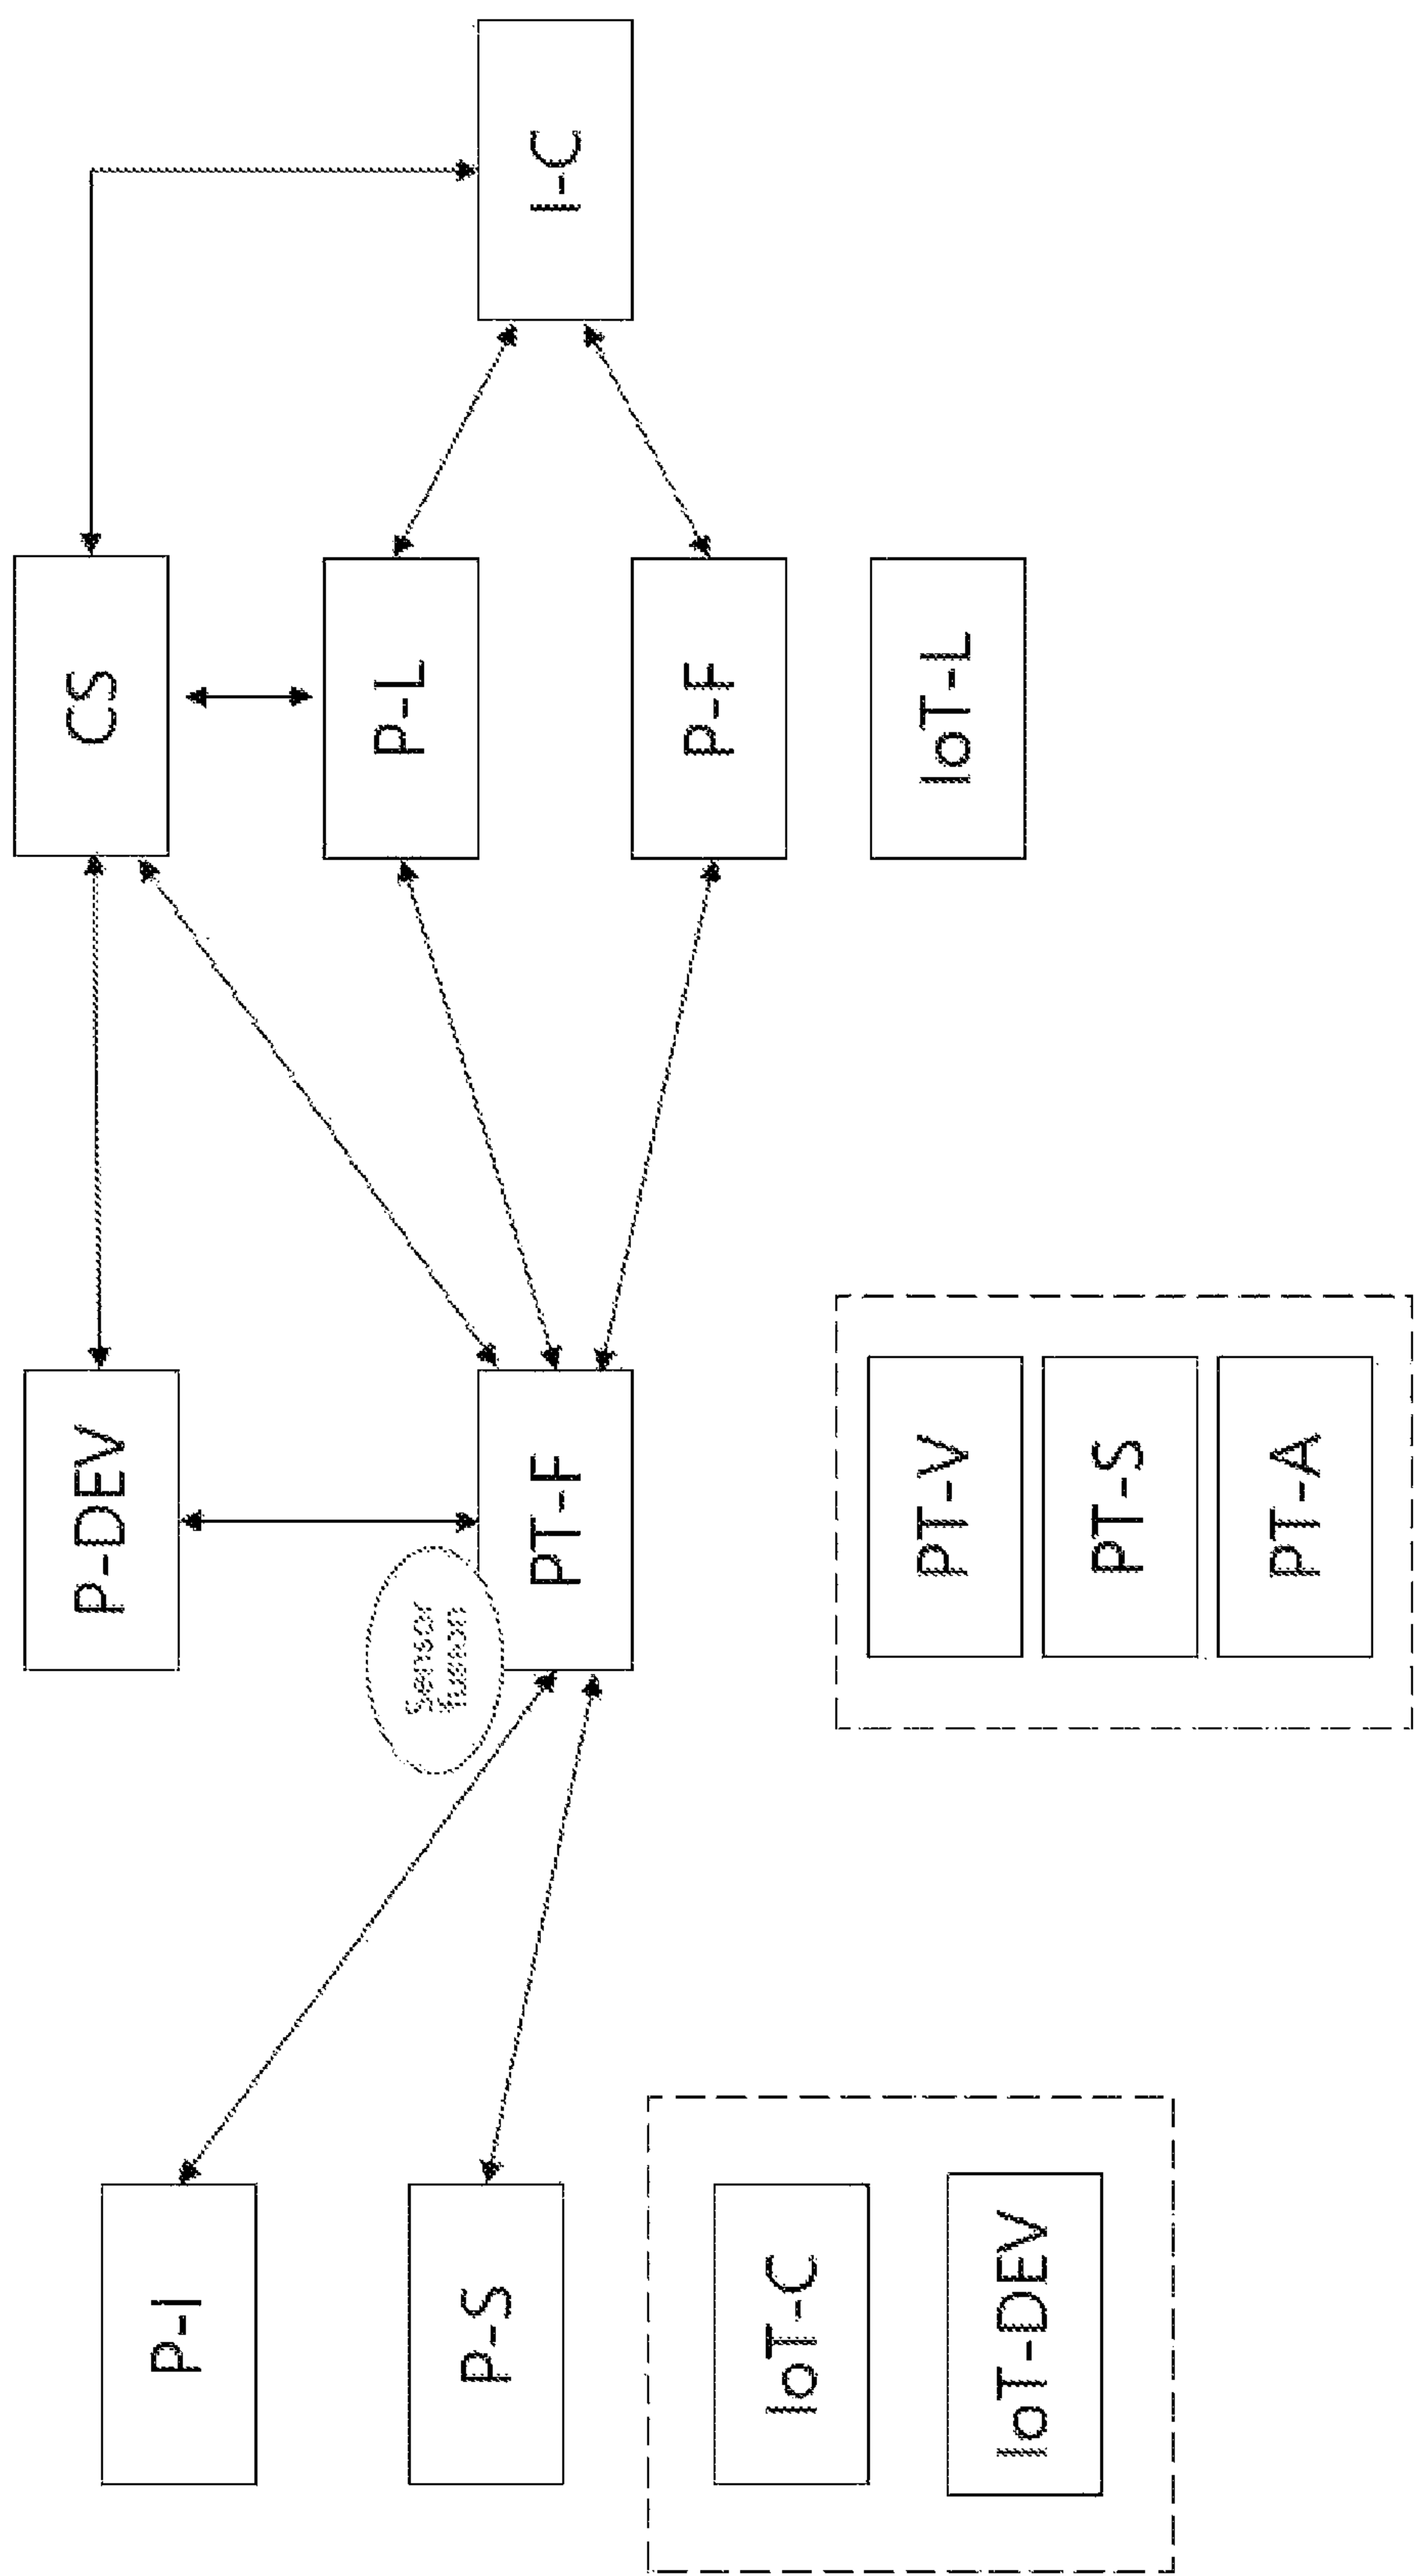 P-I
P-S
IoT-C
IoT-DEV
P-DEV
Sensor
fusion
PT-F
PT-V
PT-S
PT-A
CS
P-L
P-F
IoT-L
I-C